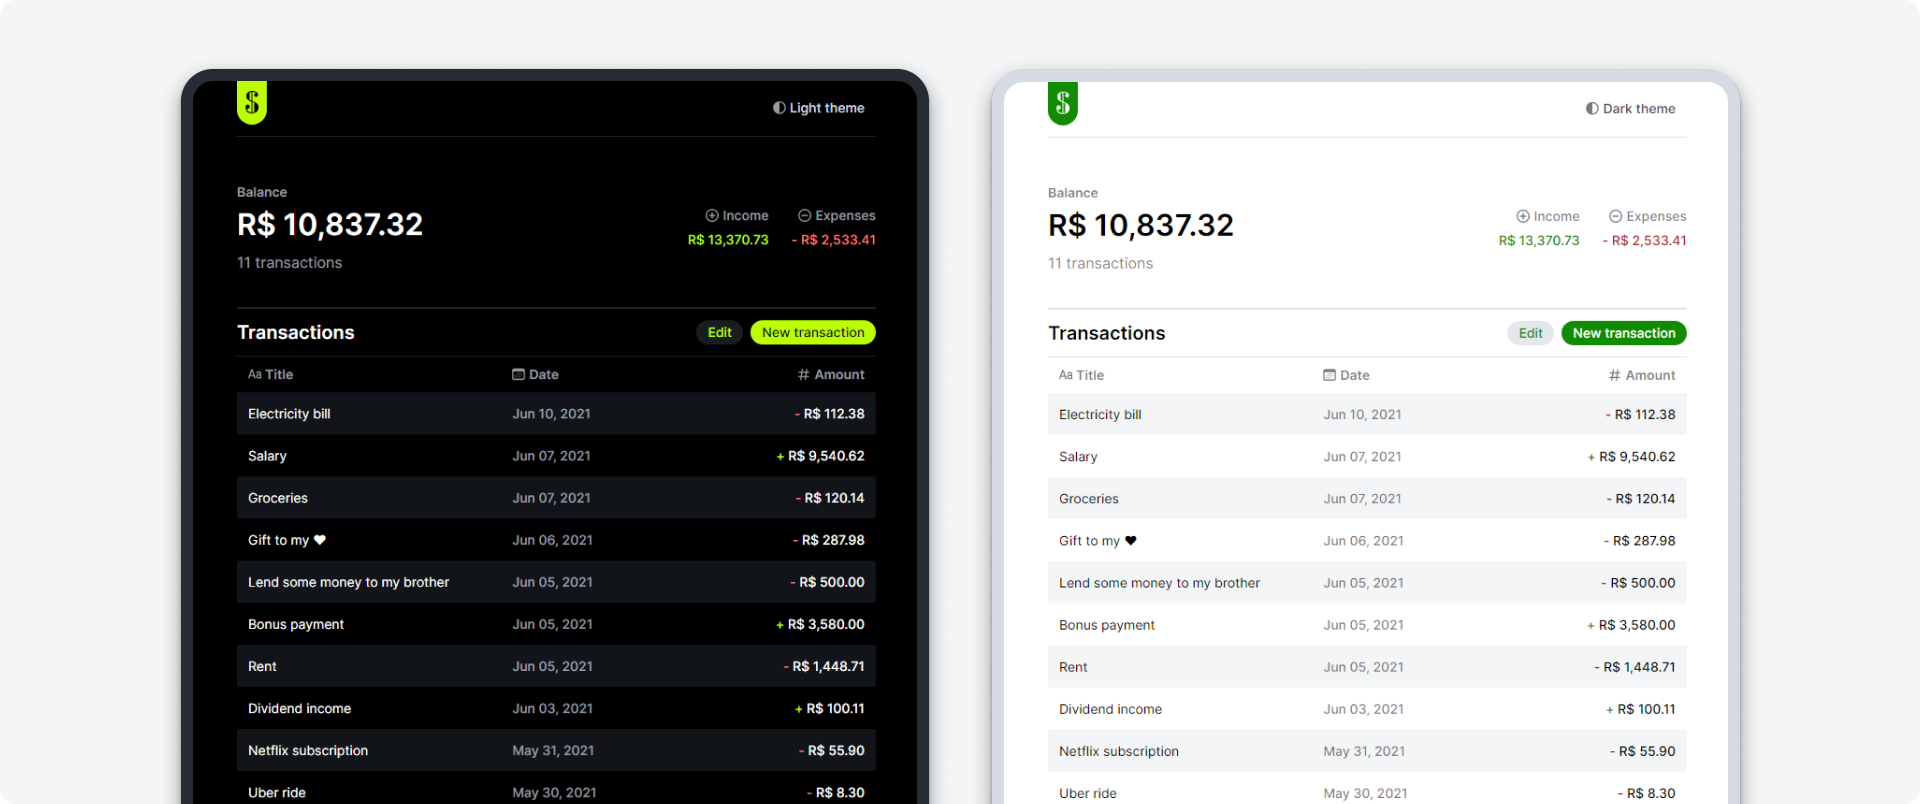 $
Light theme
Balance
R$ 10,837.32
11 transactions
Income
R$ 13,370.73
Expenses
- R$ 2,533.41
Transactions
Edit
New transaction
Aa Title
Date
# Amount
Electricity bill Jun 10, 2021 - R$ 112.38
Salary Jun 07, 2021 + R$ 9,540.62
Groceries Jun 07, 2021 - R$ 120.14
Gift to my ♥ Jun 06, 2021 - R$ 287.98
Lend some money to my brother Jun 05, 2021 - R$ 500.00
Bonus payment Jun 05, 2021 + R$ 3,580.00
Rent Jun 05, 2021 - R$ 1,448.71
Dividend income Jun 03, 2021 + R$ 100.11
Netflix subscription May 31, 2021 - R$ 55.90
Uber ride May 30, 2021 - R$ 8.30
$
Dark theme
Balance
R$ 10,837.32
11 transactions
Income
R$ 13,370.73
Expenses
- R$ 2,533.41
Transactions
Edit
New transaction
Aa Title
Date
# Amount
Electricity bill Jun 10, 2021 - R$ 112.38
Salary Jun 07, 2021 + R$ 9,540.62
Groceries Jun 07, 2021 - R$ 120.14
Gift to my ♥ Jun 06, 2021 - R$ 287.98
Lend some money to my brother Jun 05, 2021 - R$ 500.00
Bonus payment Jun 05, 2021 + R$ 3,580.00
Rent Jun 05, 2021 - R$ 1,448.71
Dividend income Jun 03, 2021 + R$ 100.11
Netflix subscription May 31, 2021 - R$ 55.90
Uber ride May 30, 2021 - R$ 8.30